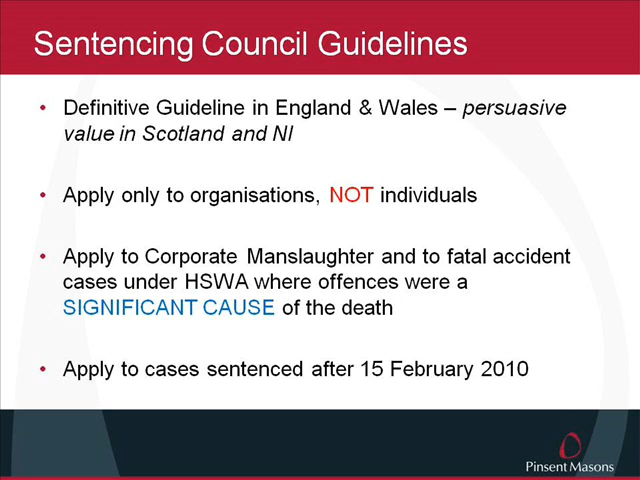 Sentencing Council Guidelines
• Definitive Guideline in England & Wales – persuasive
value in Scotland and NI
• Apply only to organisations, NOT individuals
• Apply to Corporate Manslaughter and to fatal accident
cases under HSWA where offences were a
SIGNIFICANT CAUSE of the death
• Apply to cases sentenced after 15 February 2010
Pinsent Masons